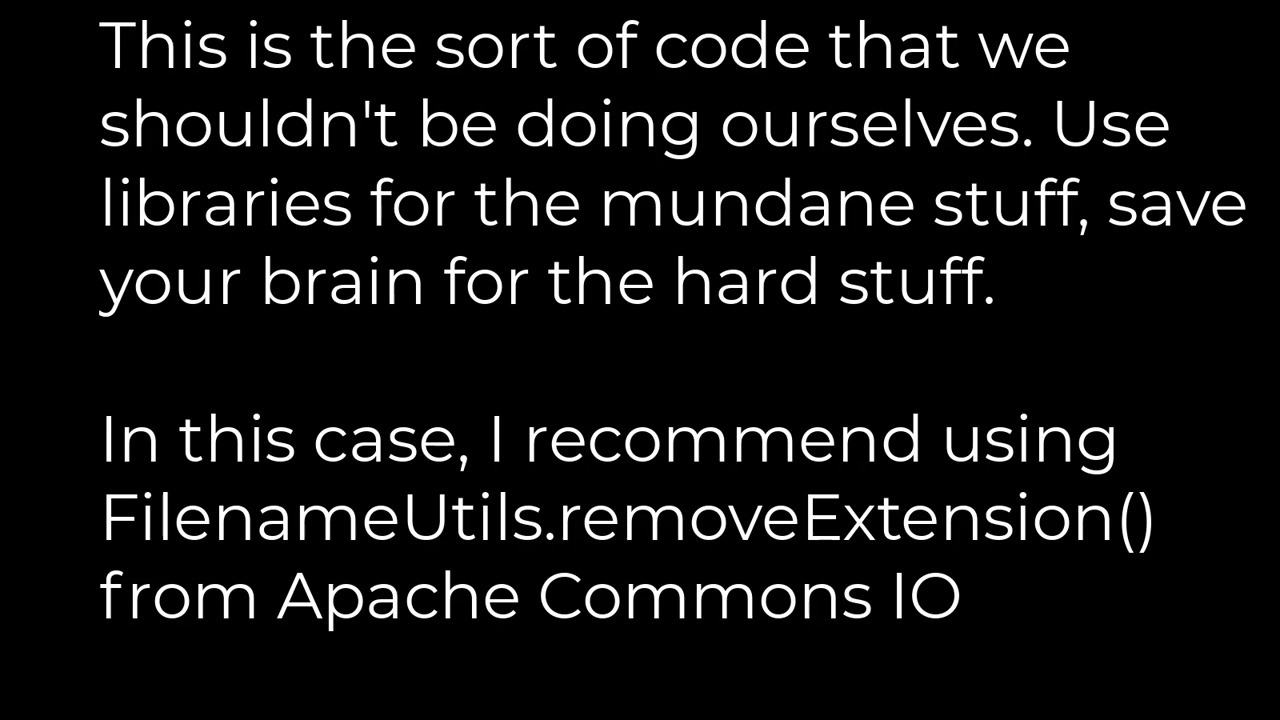 This is the sort of code that we
shouldn't be doing ourselves. Use
libraries for the mundane stuff, save
your brain for the hard stuff.
In this case, I recommend using
FilenameUtils.removeExtension()
from Apache Commons IO